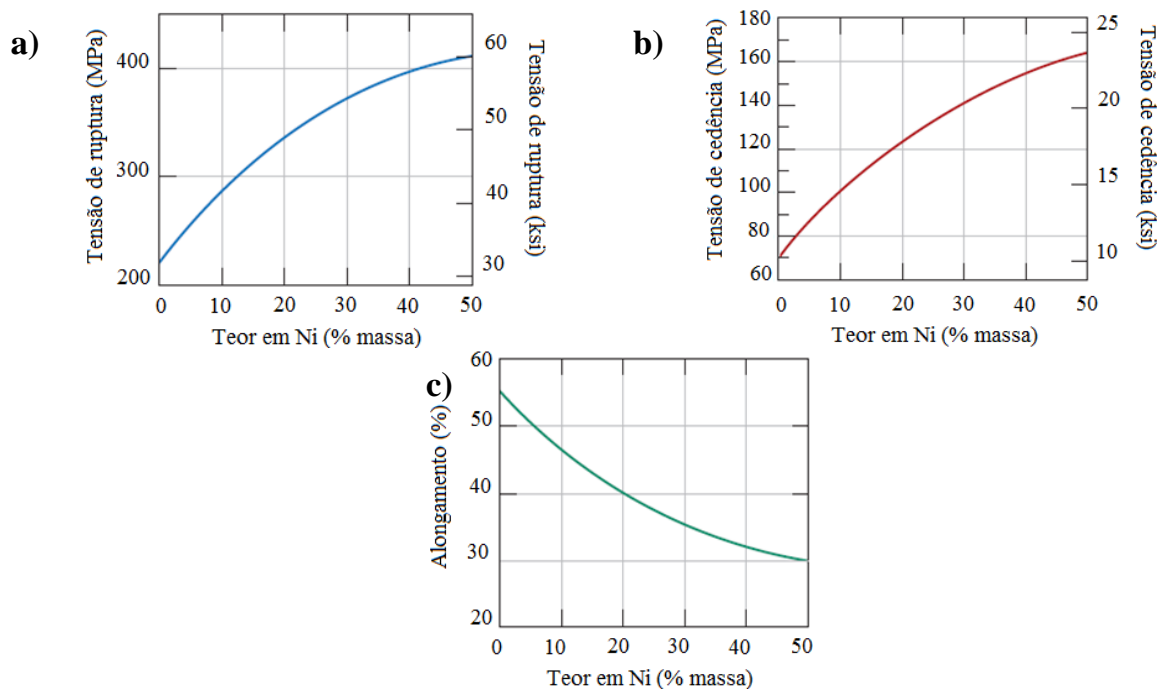 a)
Tensão de ruptura (MPa)
400
300
200
60
50
40
30
Tensão de ruptura (ksi)
0 10 20 30 40 50
Teor em Ni (% massa)
b)
Tensão de cedência (MPa)
180
160
140
120
100
80
60
25
20
15
10
Tensão de cedência (ksi)
0 10 20 30 40 50
Teor em Ni (% massa)
c)
Alongamento (%)
60
50
40
30
20
0 10 20 30 40 50
Teor em Ni (% massa)